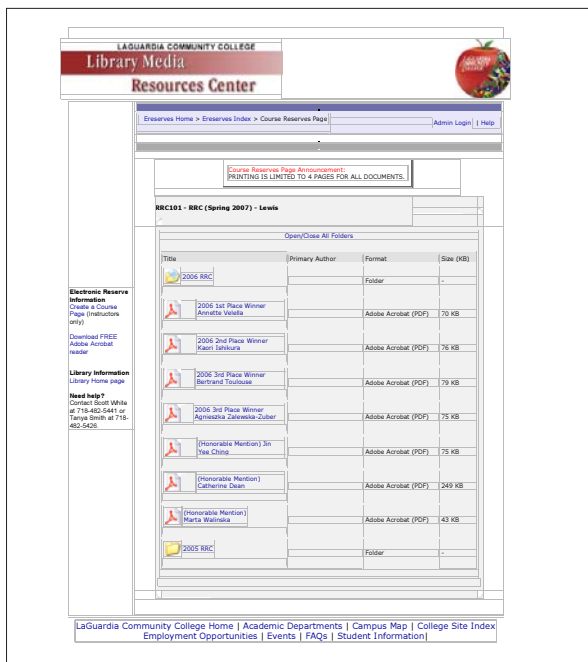 LAGUARDIA COMMUNITY COLLEGE
Library Media
Resources Center
LAGUARDIA
COMMUNITY
COLLEGE
Ereserves Home > Ereserves Index > Course Reserves Page
Admin Login | Help
Course Reserves Page Announcement:
PRINTING IS LIMITED TO 4 PAGES FOR ALL DOCUMENTS.
RRC101 - RRC (Spring 2007) - Lewis
Open/Close All Folders
Title Primary Author Format Size (KB)
2006 RRC Folder -
2006 1st Place Winner
Annette Velella Adobe Acrobat (PDF) 70 KB
2006 2nd Place Winner
Kaori Ishikura Adobe Acrobat (PDF) 76 KB
2006 3rd Place Winner
Bertrand Toulouse Adobe Acrobat (PDF) 79 KB
2006 3rd Place Winner
Agnieszka Zalewska-Zuber Adobe Acrobat (PDF) 75 KB
(Honorable Mention) Jin
Yee Ching Adobe Acrobat (PDF) 75 KB
(Honorable Mention)
Catherine Dean Adobe Acrobat (PDF) 249 KB
(Honorable Mention)
Marta Walinska Adobe Acrobat (PDF) 43 KB
2005 RRC Folder -
Electronic Reserve
Information
Create a Course
Page (Instructors
only)
Download FREE
Adobe Acrobat
reader
Library Information
Library Home page
Need help?
Contact Scott White
at 718-482-5441 or
Tanya Smith at 718-
482-5426.
LaGuardia Community College Home | Academic Departments | Campus Map | College Site Index
Employment Opportunities | Events | FAQs | Student Information|